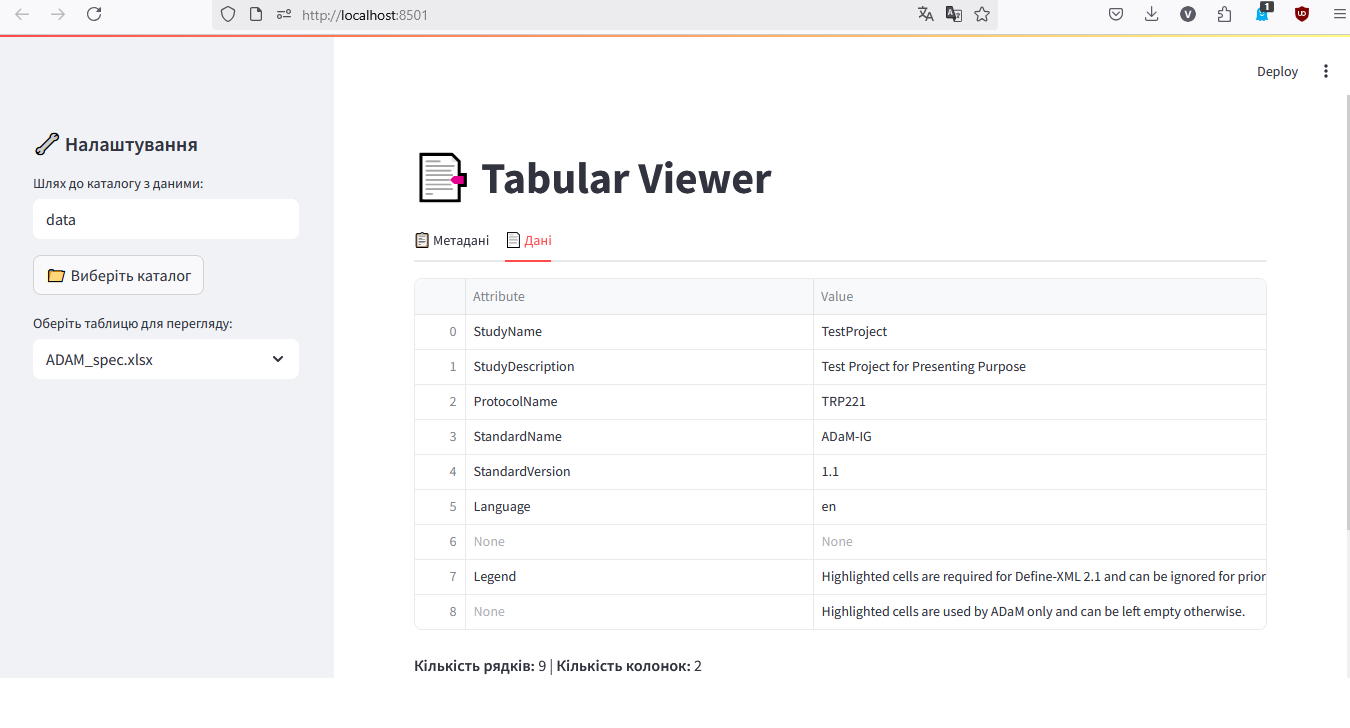 http://localhost:8501
1
V
Deploy
Налаштування
Шлях до каталогу з даними:
data
Виберіть каталог
Оберіть таблицю для перегляду:
ADAM_spec.xlsx
Tabular Viewer
Метадані Дані
Attribute Value
0 StudyName TestProject
1 StudyDescription Test Project for Presenting Purpose
2 ProtocolName TRP221
3 StandardName ADaM-IG
4 StandardVersion 1.1
5 Language en
6 None None
7 Legend Highlighted cells are required for Define-XML 2.1 and can be ignored for prior
8 None Highlighted cells are used by ADaM only and can be left empty otherwise.
Кількість рядків: 9 | Кількість колонок: 2